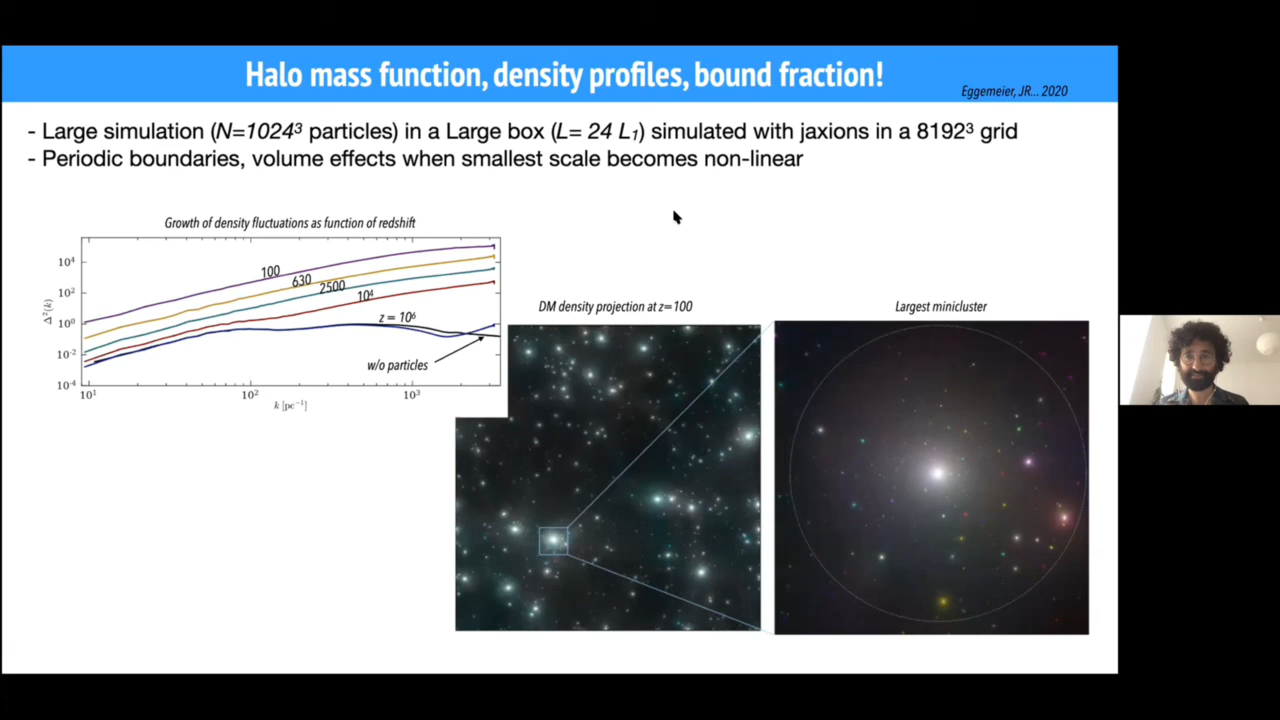 Halo mass function, density profiles, bound fraction!
Eggemeier, JR... 2020
- Large simulation (N=1024³ particles) in a Large box (L= 24 L₁) simulated with jaxions in a 8192³ grid
- Periodic boundaries, volume effects when smallest scale becomes non-linear
Growth of density fluctuations as function of redshift
10⁴
10²
10⁰
10⁻²
10⁻⁴
Δ²(k)
100
630
2500
10⁴
z = 10⁶
w/o particles
10¹
10²
10³
k [pc⁻¹]
DM density projection at z=100
Largest minicluster